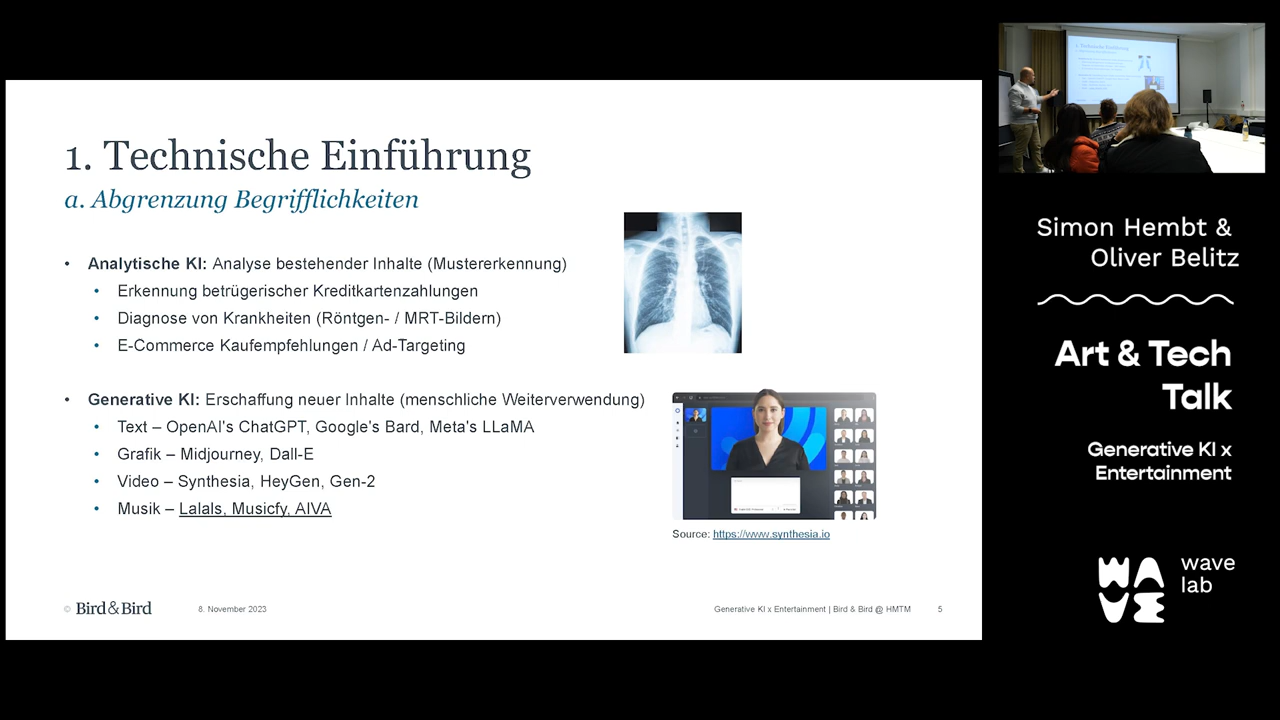 1. Technische Einführung
a. Abgrenzung Begrifflichkeiten
• Analytische KI: Analyse bestehender Inhalte (Mustererkennung)
• Erkennung betrügerischer Kreditkartenzahlungen
• Diagnose von Krankheiten (Röntgen- / MRT-Bildern)
• E-Commerce Kaufempfehlungen / Ad-Targeting
• Generative KI: Erschaffung neuer Inhalte (menschliche Weiterverwendung)
• Text – OpenAI's ChatGPT, Google's Bard, Meta's LLaMA
• Grafik – Midjourney, Dall-E
• Video – Synthesia, HeyGen, Gen-2
• Musik – Lalals, Musicfy, AIVA
Source: https://www.synthesia.io
© Bird&Bird
8. November 2023
Generative KI x Entertainment | Bird & Bird @ HMTM
5
Simon Hembt &
Oliver Belitz
Art & Tech
Talk
Generative KI x
Entertainment
WAVE
wave
lab